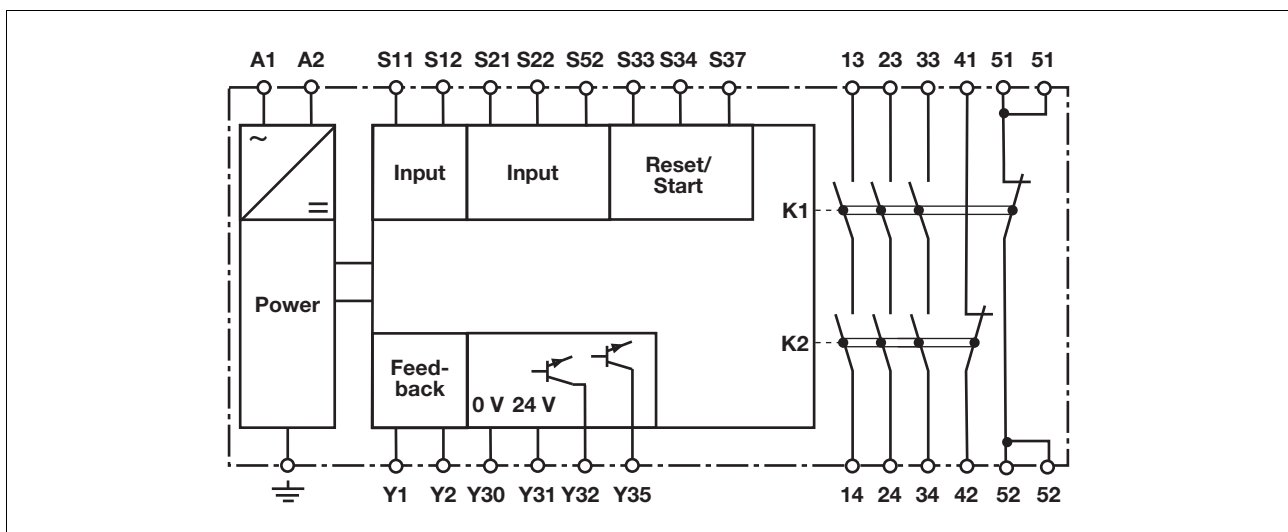 A1 A2 S11 S12 S21 S22 S52 S33 S34 S37 13 23 33 41 51 51
~
=
Input
Input
Reset/
Start
K1
Power
K2
Feed-
back
0 V 24 V
Y1 Y2 Y30 Y31 Y32 Y35 14 24 34 42 52 52